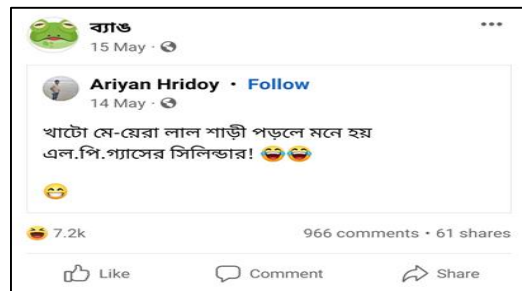 ব্যাঙ
15 May ·
Ariyan Hridoy · Follow
14 May ·
খাটো মে-য়েরা লাল শাড়ী পড়লে মনে হয়
এল.পি.গ্যাসের সিলিন্ডার! 😂😂
😁
7.2k
966 comments • 61 shares
Like
Comment
Share